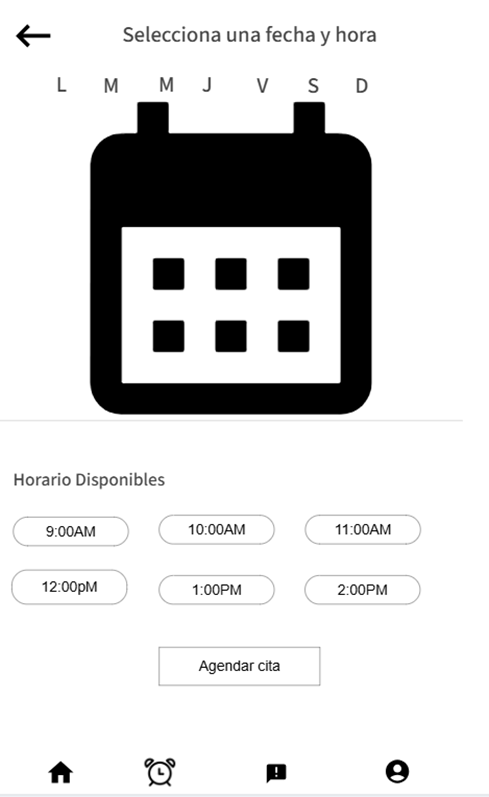 Selecciona una fecha y hora
L M M J V S D
Horario Disponibles
9:00AM 10:00AM 11:00AM
12:00pM 1:00PM 2:00PM
Agendar cita